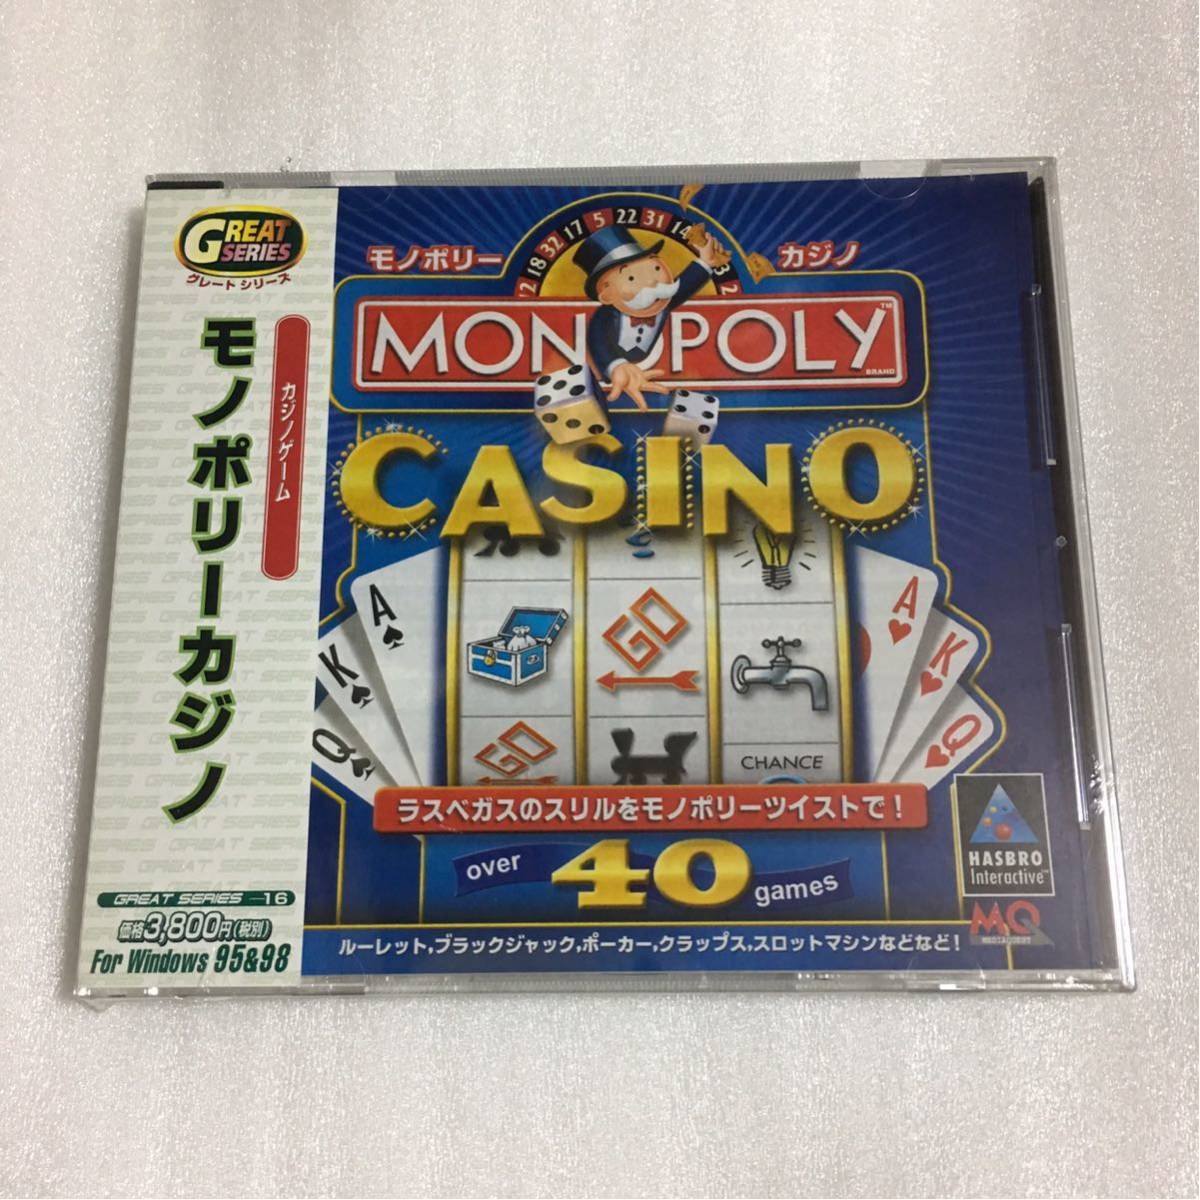 GREAT
SERIES
グレートシリーズ
カジノゲーム
モノポリーカジノ
GREAT SERIES —16
価格3,800円(税別)
For Windows 95&98
12 18 32 17 5 22 31 14 3 2
モノポリー カジノ
MONOPOLY
TM
BRAND
CASINO
A
K
Q
GO
GO
CHANCE
A
K
Q
ラスベガスのスリルをモノポリーツイストで!
over 40 games
HASBRO
Interactive™
MQ
MEDIAQUEST
ルーレット,ブラックジャック,ポーカー,クラップス,スロットマシンなどなど!